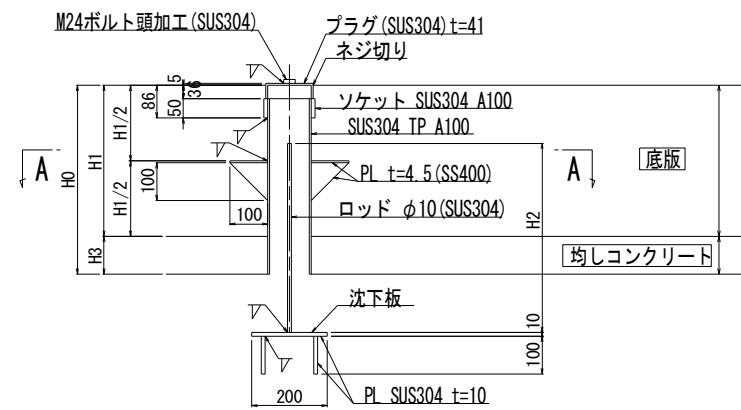 M24ボルト頭加工(SUS304)
プラグ(SUS304)t=41
ネジ切り
5
36
86
50
ソケット SUS304 A100
SUS304 TP A100
H1/2
H1
H0
A
A
底版
100
PL t=4.5(SS400)
H1/2
100
ロッド φ10(SUS304)
H2
H3
均しコンクリート
沈下板
10
100
200
PL SUS304 t=10